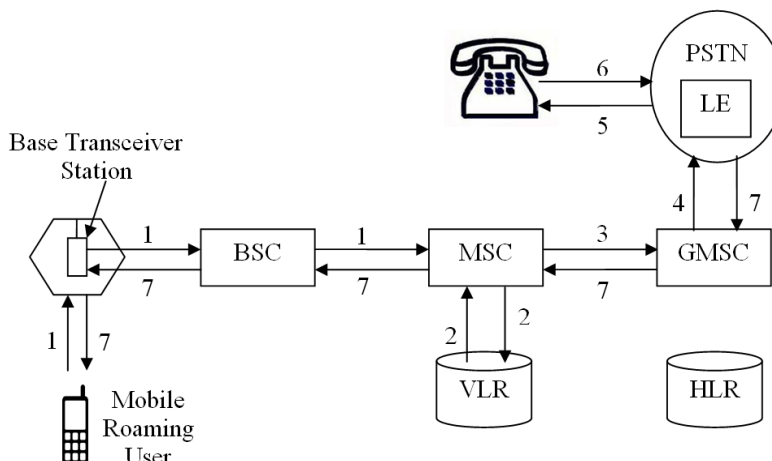 PSTN
6
LE
5
Base Transceiver
Station
4
7
1
BSC
1
MSC
3
GMSC
7
7
7
1
7
2
2
VLR
HLR
Mobile
Roaming
User